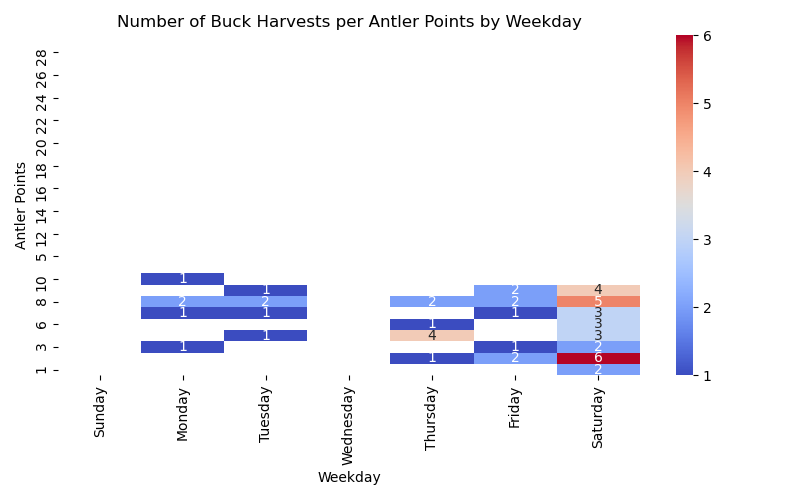 Number of Buck Harvests per Antler Points by Weekday
6
28
26
5
24
22
20
4
18
16
14
3
12
5
1
10
1 2 4
2 2 2 2 5
2
1 1 1 3
6
1 3
1 4 3
3
1 1 2
1 2 6
1
2
1
Antler Points
Sunday
Monday
Tuesday
Wednesday
Thursday
Friday
Saturday
Weekday
8